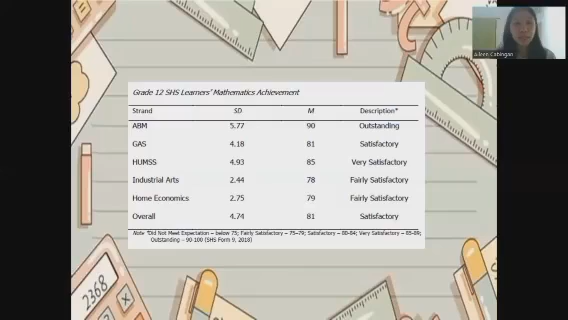 Aileen Cabingan
Grade 12 SHS Learners' Mathematics Achievement
Strand SD M Description*
ABM 5.77 90 Outstanding
GAS 4.18 81 Satisfactory
HUMSS 4.93 85 Very Satisfactory
Industrial Arts 2.44 78 Fairly Satisfactory
Home Economics 2.75 79 Fairly Satisfactory
Overall 4.74 81 Satisfactory
Note *Did Not Meet Expectation – below 75; Fairly Satisfactory – 75-79; Satisfactory – 80-84; Very Satisfactory – 85-89;
Outstanding – 90-100 (SHS Form 9, 2018)
2368